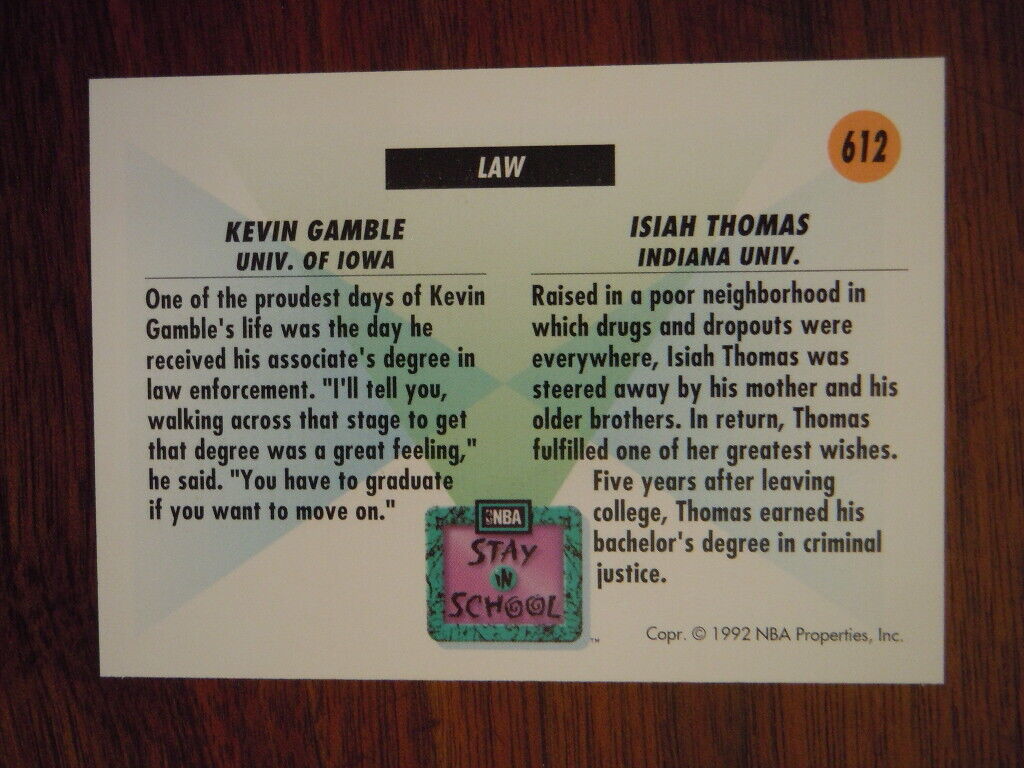 612
LAW
KEVIN GAMBLE
UNIV. OF IOWA
One of the proudest days of Kevin
Gamble's life was the day he
received his associate's degree in
law enforcement. "I'll tell you,
walking across that stage to get
that degree was a great feeling,"
he said. "You have to graduate
if you want to move on."
ISIAH THOMAS
INDIANA UNIV.
Raised in a poor neighborhood in
which drugs and dropouts were
everywhere, Isiah Thomas was
steered away by his mother and his
older brothers. In return, Thomas
fulfilled one of her greatest wishes.
Five years after leaving
college, Thomas earned his
bachelor's degree in criminal
justice.
NBA
STAY
IN
SCHOOL
™
Copr. © 1992 NBA Properties, Inc.